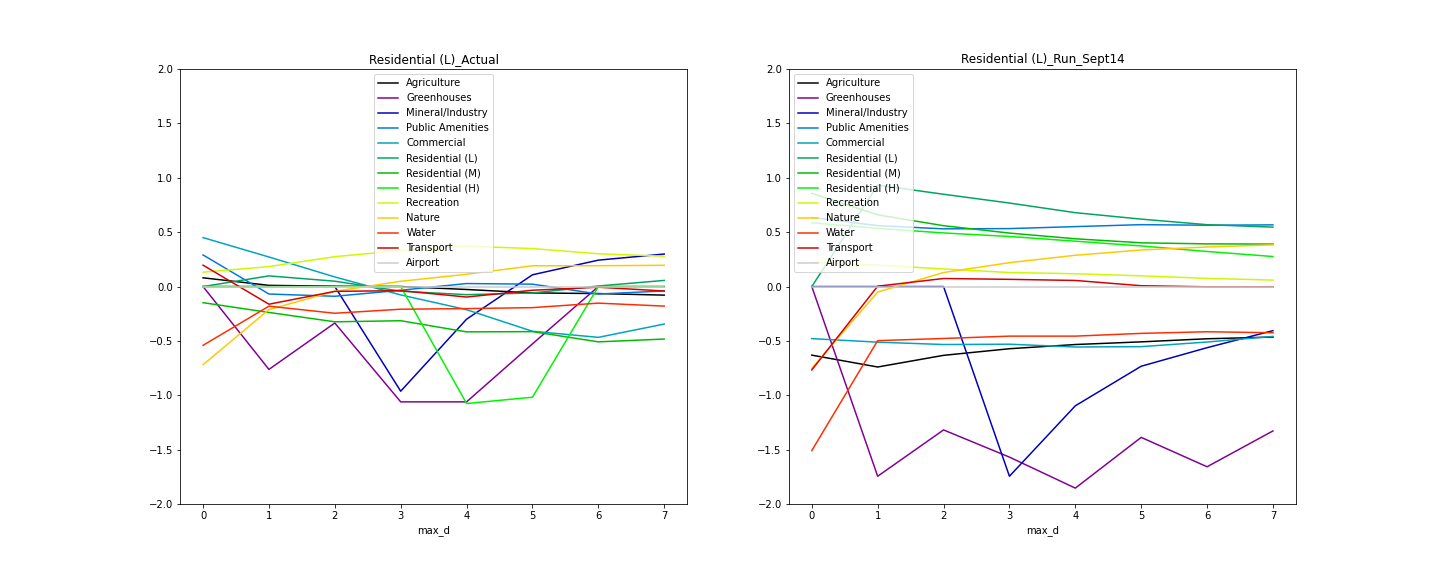 Residential (L)_Actual
2.0
1.5
1.0
0.5
0.0
−0.5
−1.0
−1.5
−2.0
Agriculture
Greenhouses
Mineral/Industry
Public Amenities
Commercial
Residential (L)
Residential (M)
Residential (H)
Recreation
Nature
Water
Transport
Airport
0 1 2 3 4 5 6 7
max_d
Residential (L)_Run_Sept14
2.0
1.5
1.0
0.5
0.0
−0.5
−1.0
−1.5
−2.0
Agriculture
Greenhouses
Mineral/Industry
Public Amenities
Commercial
Residential (L)
Residential (M)
Residential (H)
Recreation
Nature
Water
Transport
Airport
0 1 2 3 4 5 6 7
max_d